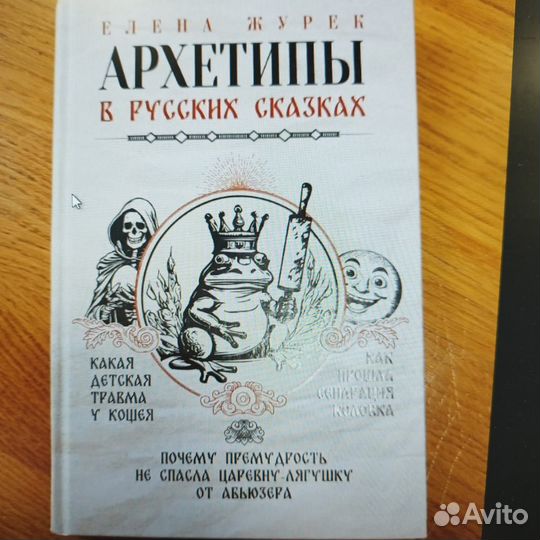 ЕЛЕНА ЖУРЕК
АРХЕТИПЫ
В РУССКИХ СКАЗКАХ
КАКАЯ
ДЕТСКАЯ
ТРАВМА
У КОЩЕЯ
КАК
ПРОШЛА
СЕПАРАЦИЯ
КОЛОБКА
ПОЧЕМУ ПРЕМУДРОСТЬ
НЕ СПАСЛА ЦАРЕВНУ-ЛЯГУШКУ
ОТ АБЬЮЗЕРА
Avito